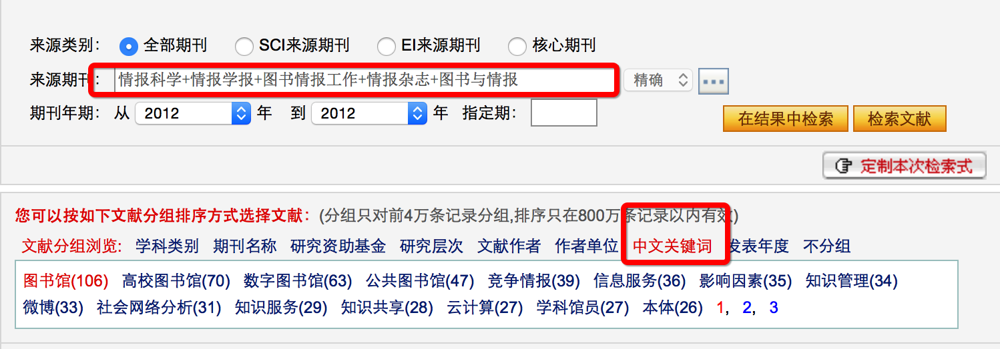 来源类别： 全部期刊 SCI来源期刊 EI来源期刊 核心期刊
来源期刊： 情报科学+情报学报+图书情报工作+情报杂志+图书与情报 精确
期刊年期： 从 2012 年 到 2012 年 指定期：
在结果中检索 检索文献
定制本次检索式
您可以按如下文献分组排序方式选择文献：(分组只对前4万条记录分组,排序只在800万条记录以内有效)
文献分组浏览: 学科类别 期刊名称 研究资助基金 研究层次 文献作者 作者单位 中文关键词 发表年度 不分组
图书馆(106) 高校图书馆(70) 数字图书馆(63) 公共图书馆(47) 竞争情报(39) 信息服务(36) 影响因素(35) 知识管理(34)
微博(33) 社会网络分析(31) 知识服务(29) 知识共享(28) 云计算(27) 学科馆员(27) 本体(26) 1, 2, 3